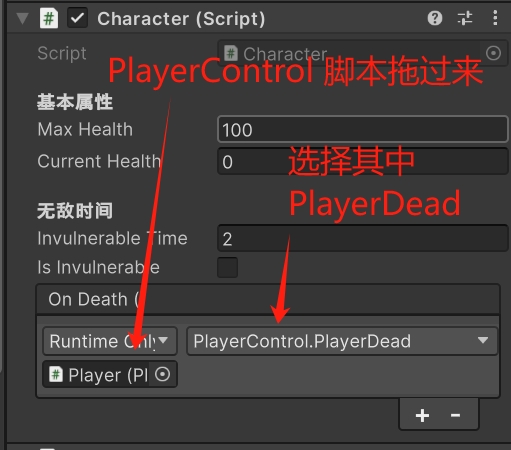 Character (Script)
Script
Character
PlayerControl 脚本拖过来
基本属性
Max Health
100
Current Health
0
选择其中
PlayerDead
无敌时间
Invulnerable Time
2
Is Invulnerable
On Death (
Runtime Only
PlayerControl.PlayerDead
Player (Pl
+ -